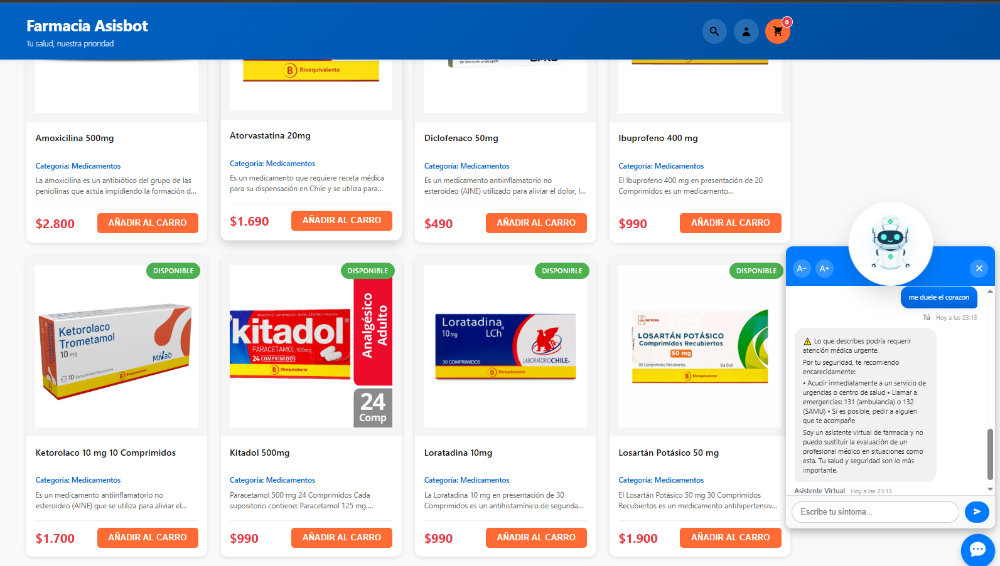 Farmacia Asisbot
Tu salud, nuestra prioridad
0
B Bioequivalente
de liberación prolongada
Amoxicilina 500mg
Categoría: Medicamentos
La amoxicilina es un antibiótico del grupo de las
penicilinas que actúa impidiendo la formación d...
$2.800
AÑADIR AL CARRO
Atorvastatina 20mg
Categoría: Medicamentos
Es un medicamento que requiere receta médica
para su dispensación en Chile y se utiliza para...
$1.690
AÑADIR AL CARRO
Diclofenaco 50mg
Categoría: Medicamentos
Es un medicamento antiinflamatorio no
esteroideo (AINE) utilizado para aliviar el dolor, l...
$490
AÑADIR AL CARRO
Ibuprofeno 400 mg
Categoría: Medicamentos
El Ibuprofeno 400 mg en presentación de 20
Comprimidos es un medicamento...
$990
AÑADIR AL CARRO
DISPONIBLE
Ketorolaco
Trometamol
10 mg
10 Comprimidos Recubiertos
B Bioequivalente
Ketorolaco 10 mg 10 Comprimidos
Categoría: Medicamentos
Es un medicamento antiinflamatorio no
esteroideo (AINE) que se utiliza para aliviar el...
$1.700
AÑADIR AL CARRO
DISPONIBLE
kitadol®
PARACETAMOL 500mg
24 COMPRIMIDOS
B Bioequivalente
Analgésico
Adulto
24
Comp
Kitadol 500mg
Categoría: Medicamentos
Paracetamol 500 mg 24 Comprimidos Cada
supositorio contiene: Paracetamol 125 mg....
$990
AÑADIR AL CARRO
DISPONIBLE
Loratadina
10 mg LCh®
30 COMPRIMIDOS
LABORATORIO CHILE®
B Bioequivalente
Loratadina 10mg
Categoría: Medicamentos
La Loratadina 10 mg en presentación de 30
Comprimidos es un antihistamínico de segunda...
$990
AÑADIR AL CARRO
DISPONIBLE
HETERO
LOSARTÁN POTÁSICO
Comprimidos Recubiertos
50 mg
30 Comprimidos Recubiertos
Vía Oral
B Bioequivalente
Losartán Potásico 50 mg
Categoría: Medicamentos
El Losartán Potásico 50 mg 30 Comprimidos
Recubiertos es un medicamento antihipertensiv...
$1.900
AÑADIR AL CARRO
A−
A+
me duele el corazon
Tú Hoy a las 23:13
⚠️ Lo que describes podría requerir
atención médica urgente.
Por tu seguridad, te recomiendo
encarecidamente:
• Acudir inmediatamente a un servicio de
urgencias o centro de salud • Llamar a
emergencias: 131 (ambulancia) o 132
(SAMU) • Si es posible, pedir a alguien
que te acompañe
Soy un asistente virtual de farmacia y no
puedo sustituir la evaluación de un
profesional médico en situaciones como
esta. Tu salud y seguridad son lo más
importante.
Asistente Virtual Hoy a las 23:13
Escribe tu síntoma...